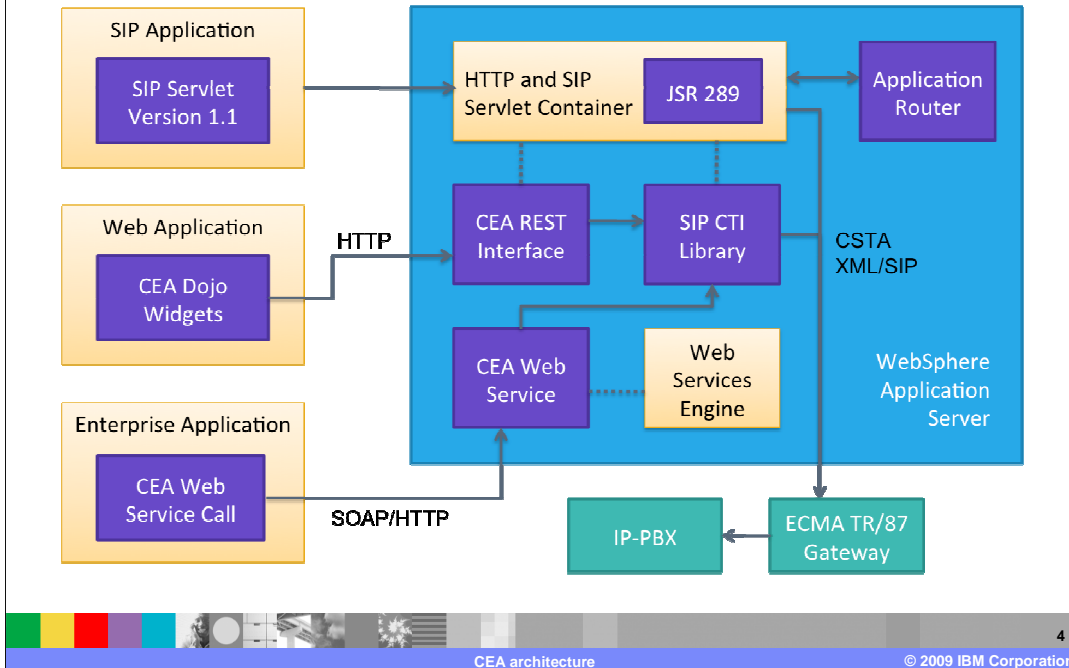 SIP Application
SIP Servlet
Version 1.1
HTTP and SIP
Servlet Container
JSR 289
Application
Router
Web Application
CEA Dojo
Widgets
HTTP
CEA REST
Interface
SIP CTI
Library
CSTA
XML/SIP
CEA Web
Service
Web
Services
Engine
WebSphere
Application
Server
Enterprise Application
CEA Web
Service Call
SOAP/HTTP
IP-PBX
ECMA TR/87
Gateway
4
CEA architecture
© 2009 IBM Corporation